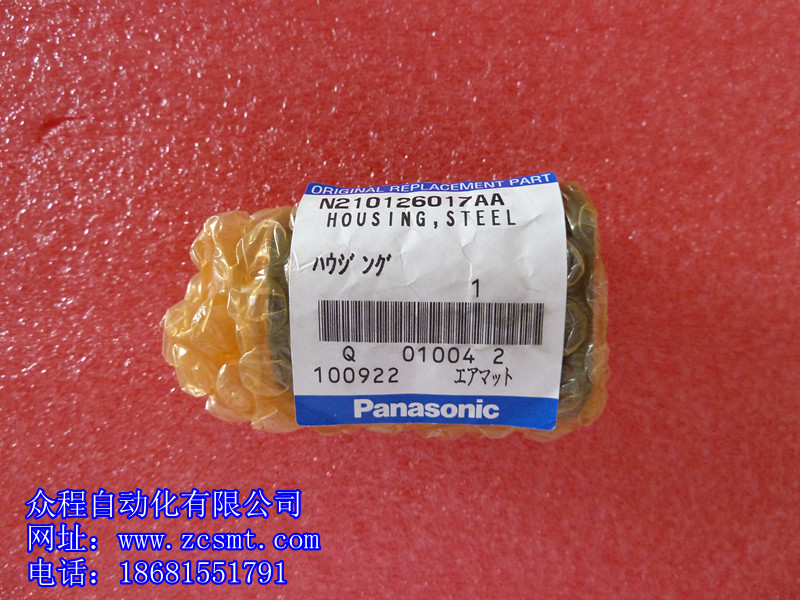 ORIGINAL REPLACEMENT PART
N210126017AA
HOUSING,STEEL
ﾊｳｼﾞﾝｸﾞ
1
Q 01004 2
100922 ｴｱﾏｯﾄ
Panasonic
众程自动化有限公司
网址：www.zcsmt.com
电话：18681551791